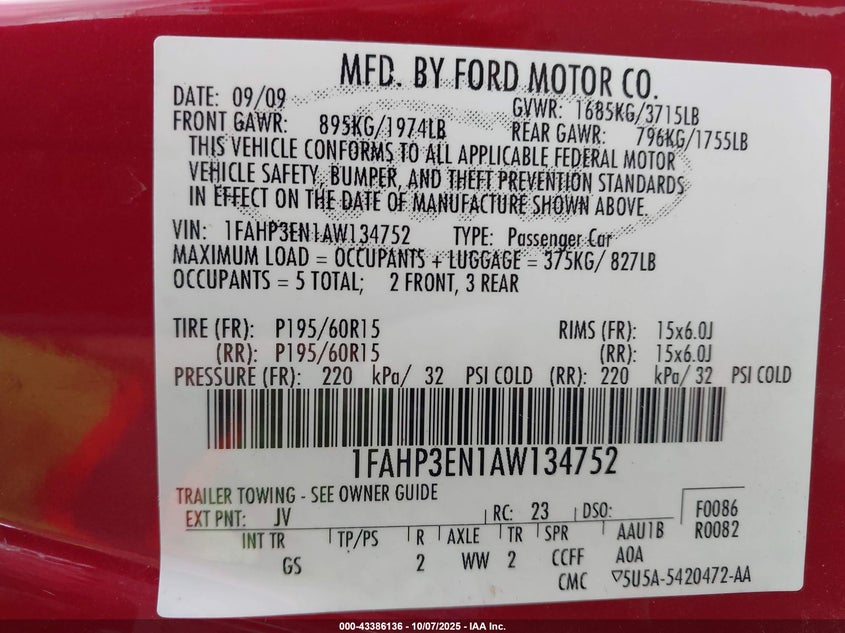 MFD. BY FORD MOTOR CO.
DATE: 09/09 GVWR: 1685KG/3715LB
FRONT GAWR: 895KG/1974LB REAR GAWR: 796KG/1755LB
THIS VEHICLE CONFORMS TO ALL APPLICABLE FEDERAL MOTOR
VEHICLE SAFETY, BUMPER, AND THEFT PREVENTION STANDARDS
IN EFFECT ON THE DATE OF MANUFACTURE SHOWN ABOVE.
VIN: 1FAHP3EN1AW134752 TYPE: Passenger Car
MAXIMUM LOAD = OCCUPANTS + LUGGAGE = 375KG/ 827LB
OCCUPANTS = 5 TOTAL; 2 FRONT, 3 REAR
TIRE (FR): P195/60R15 RIMS (FR): 15x6.0J
(RR): P195/60R15 (RR): 15x6.0J
PRESSURE (FR): 220 kPa/ 32 PSI COLD (RR): 220 kPa/ 32 PSI COLD
1FAHP3EN1AW134752
TRAILER TOWING - SEE OWNER GUIDE
EXT PNT: JV RC: 23 DSO: F0086
INT TR TP/PS R AXLE TR SPR AAU1B R0082
GS 2 WW 2 CCFF AOA
CMC ▽5U5A-5420472-AA
000-43386136 - 10/07/2025 - IAA Inc.